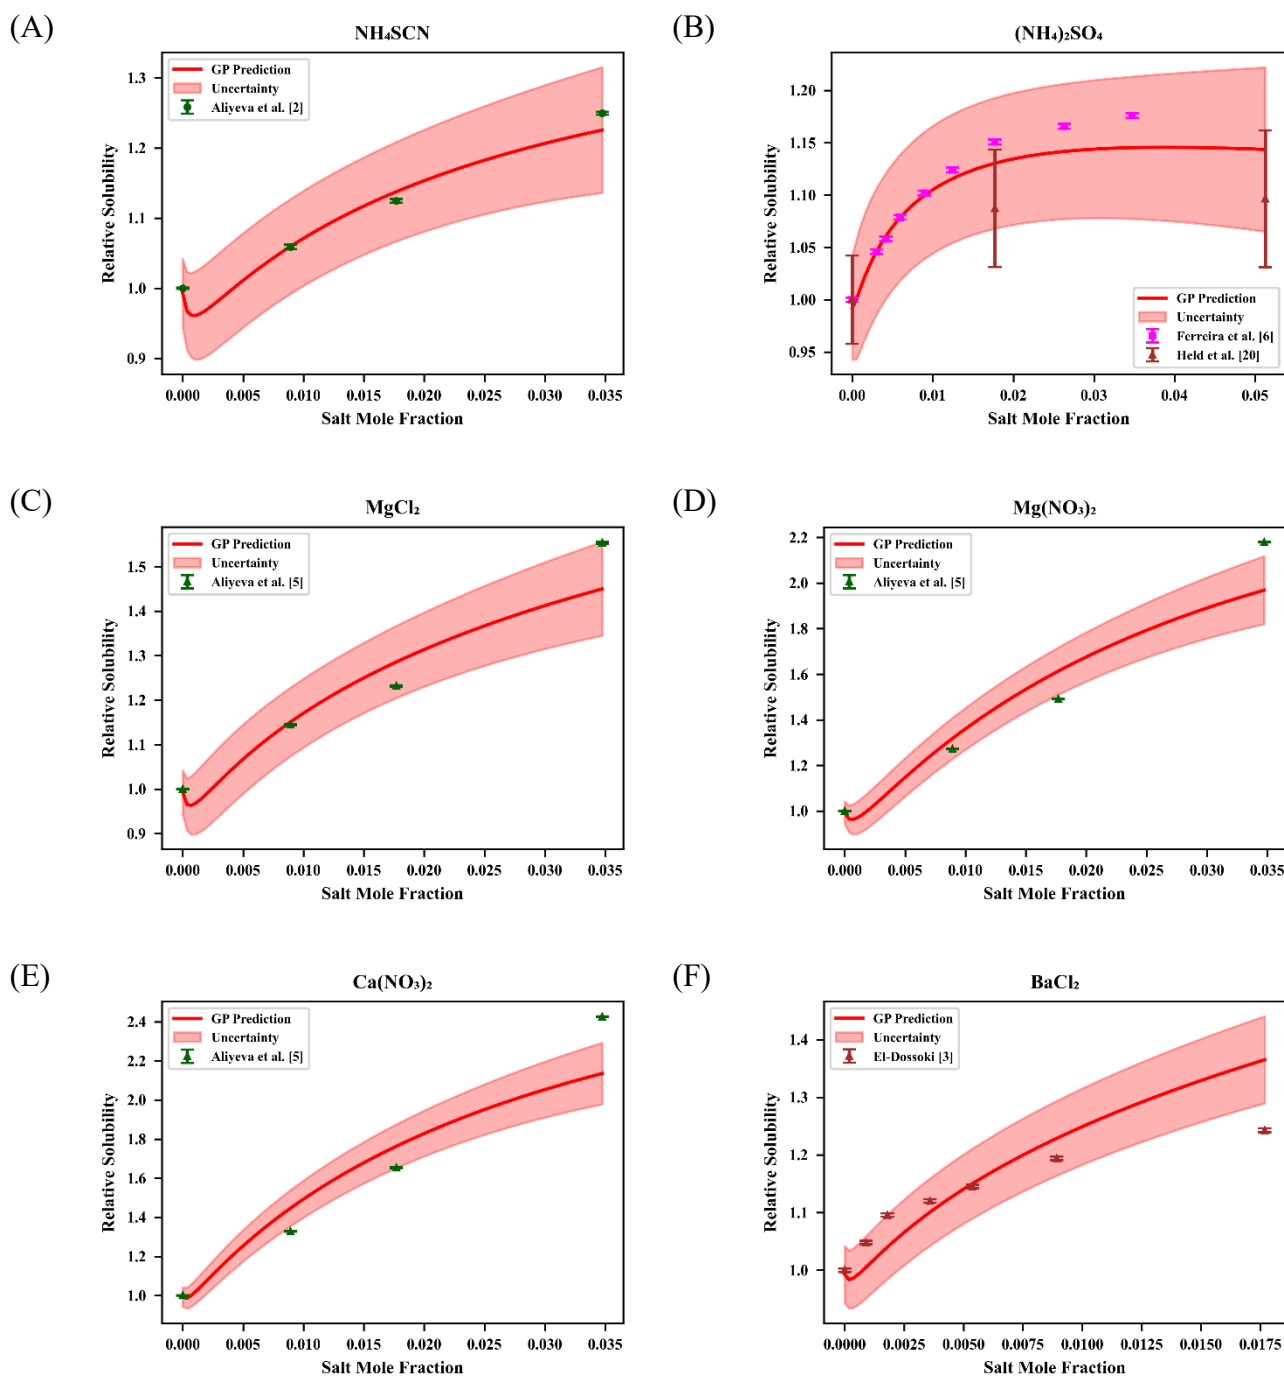 (A)
NH₄SCN
GP Prediction
Uncertainty
Aliyeva et al. [2]
Relative Solubility
1.3
1.2
1.1
1.0
0.9
0.000 0.005 0.010 0.015 0.020 0.025 0.030 0.035
Salt Mole Fraction
(B)
(NH₄)₂SO₄
Relative Solubility
1.20
1.15
1.10
1.05
1.00
0.95
GP Prediction
Uncertainty
Ferreira et al. [6]
Held et al. [20]
0.00 0.01 0.02 0.03 0.04 0.05
Salt Mole Fraction
(C)
MgCl₂
GP Prediction
Uncertainty
Aliyeva et al. [5]
Relative Solubility
1.5
1.4
1.3
1.2
1.1
1.0
0.9
0.000 0.005 0.010 0.015 0.020 0.025 0.030 0.035
Salt Mole Fraction
(D)
Mg(NO₃)₂
GP Prediction
Uncertainty
Aliyeva et al. [5]
Relative Solubility
2.2
2.0
1.8
1.6
1.4
1.2
1.0
0.000 0.005 0.010 0.015 0.020 0.025 0.030 0.035
Salt Mole Fraction
(E)
Ca(NO₃)₂
GP Prediction
Uncertainty
Aliyeva et al. [5]
Relative Solubility
2.4
2.2
2.0
1.8
1.6
1.4
1.2
1.0
0.000 0.005 0.010 0.015 0.020 0.025 0.030 0.035
Salt Mole Fraction
(F)
BaCl₂
GP Prediction
Uncertainty
El-Dossoki [3]
Relative Solubility
1.4
1.3
1.2
1.1
1.0
0.0000 0.0025 0.0050 0.0075 0.0100 0.0125 0.0150 0.0175
Salt Mole Fraction